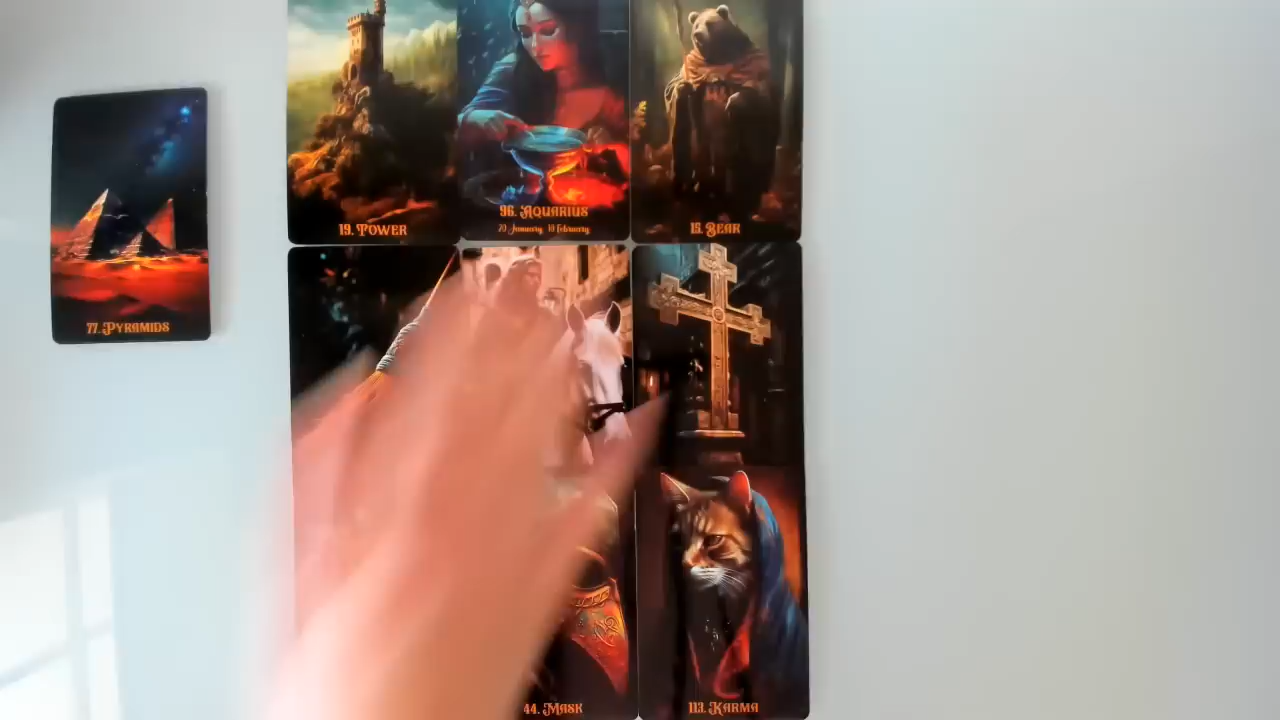 19. TOWER
96. AQUARIUS
20 January 18 February
15. BEAR
77. PYRAMIDS
44. MASK
113. KARMA